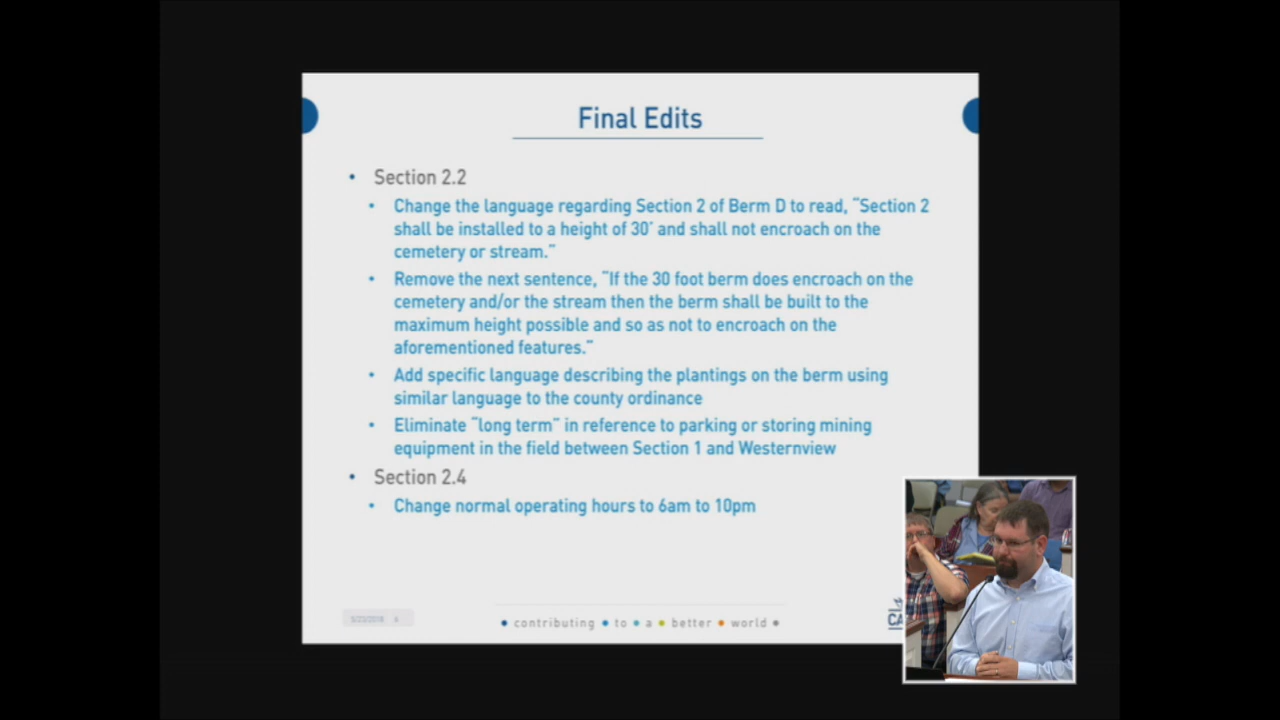 Final Edits
• Section 2.2
• Change the language regarding Section 2 of Berm D to read, “Section 2
shall be installed to a height of 30’ and shall not encroach on the
cemetery or stream.”
• Remove the next sentence, “If the 30 foot berm does encroach on the
cemetery and/or the stream then the berm shall be built to the
maximum height possible and so as not to encroach on the
aforementioned features.”
• Add specific language describing the plantings on the berm using
similar language to the county ordinance
• Eliminate “long term” in reference to parking or storing mining
equipment in the field between Section 1 and Westernview
• Section 2.4
• Change normal operating hours to 6am to 10pm
• contributing • to • a • better • world •